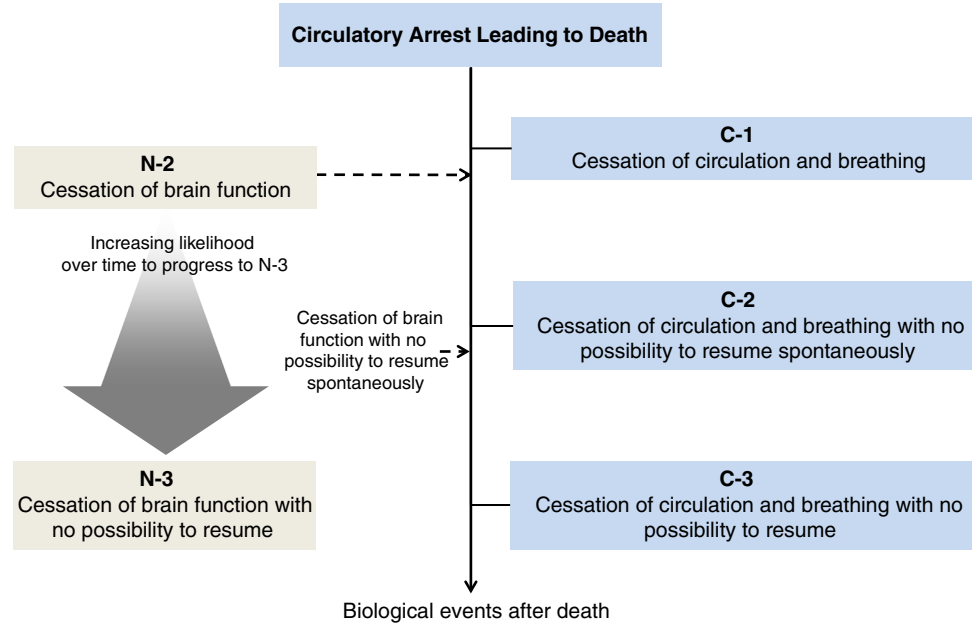 Circulatory Arrest Leading to Death
C-1
Cessation of circulation and breathing
N-2
Cessation of brain function
Increasing likelihood
over time to progress to N-3
C-2
Cessation of circulation and breathing with no
possibility to resume spontaneously
Cessation of brain
function with no
possibility to resume
spontaneously
N-3
Cessation of brain function with
no possibility to resume
C-3
Cessation of circulation and breathing with no
possibility to resume
Biological events after death